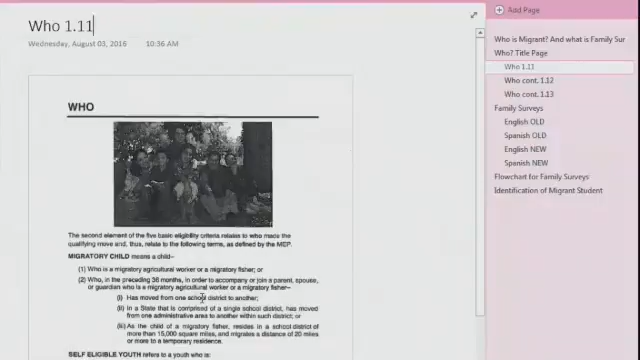 Who 1.11
Wednesday, August 03, 2016 10:36 AM
WHO
The second element of the five basic eligibility criteria relates to who made the
qualifying move and, thus, relate to the following terms, as defined by the MEP.
MIGRATORY CHILD means a child–
(1) Who is a migratory agricultural worker or a migratory fisher; or
(2) Who, in the preceding 36 months, in order to accompany or join a parent, spouse,
or guardian who is a migratory agricultural worker or a migratory fisher–
(i) Has moved from one school district to another;
(ii) In a State that is comprised of a single school district, has moved
from one administrative area to another within such district; or
(iii) As the child of a migratory fisher, resides in a school district of
more than 15,000 square miles, and migrates a distance of 20 miles
or more to a temporary residence.
SELF ELIGIBLE YOUTH refers to a youth who is:
Add Page
Who is Migrant? And what is Family Sur
Who? Title Page
Who 1.11
Who cont. 1.12
Who cont. 1.13
Family Surveys
English OLD
Spanish OLD
English NEW
Spanish NEW
Flowchart for Family Surveys
Identification of Migrant Student